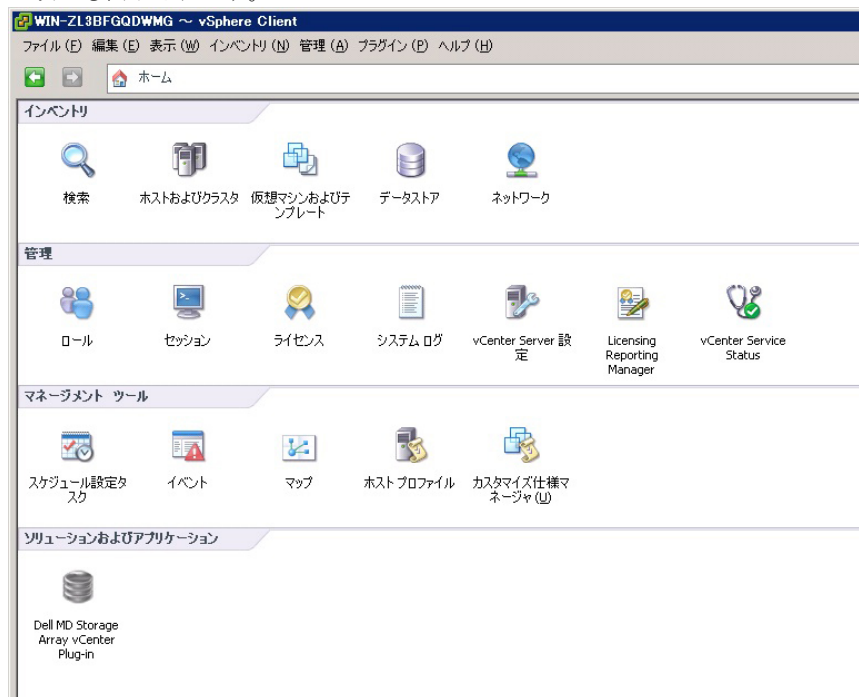 WIN-ZL3BFGQDWMG ~ vSphere Client
ファイル(F) 編集(E) 表示(W) インベントリ(N) 管理(A) プラグイン(P) ヘルプ(H)
ホーム
インベントリ
検索
ホストおよびクラスタ
仮想マシンおよびテ
ンプレート
データストア
ネットワーク
管理
ロール
セッション
ライセンス
システム ログ
vCenter Server 設
定
Licensing
Reporting
Manager
vCenter Service
Status
マネージメント ツール
スケジュール設定タ
スク
イベント
マップ
ホスト プロファイル
カスタマイズ仕様マ
ネージャ(U)
ソリューションおよびアプリケーション
Dell MD Storage
Array vCenter
Plug-in